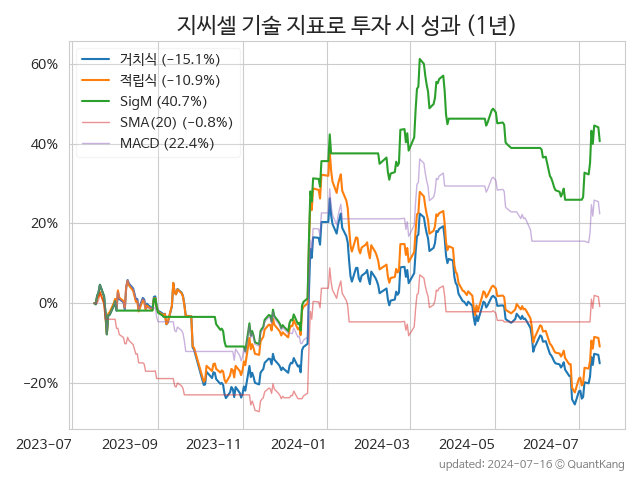 지씨셀 기술 지표로 투자 시 성과 (1년)
거치식 (−15.1%)
적립식 (−10.9%)
SigM (40.7%)
SMA(20) (−0.8%)
MACD (22.4%)
60%
40%
20%
0%
−20%
2023-07 2023-09 2023-11 2024-01 2024-03 2024-05 2024-07
updated: 2024-07-16 © QuantKang